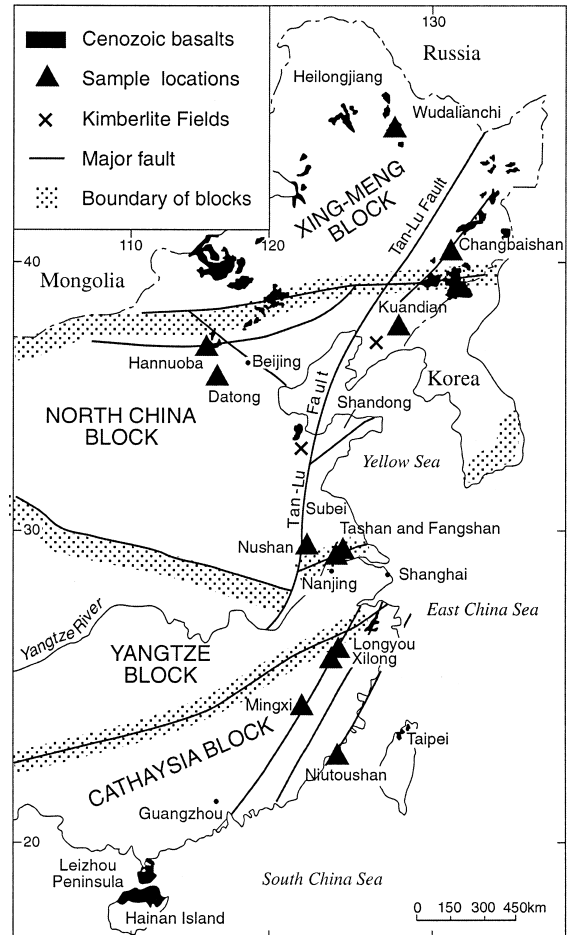 130
Russia
Cenozoic basalts
Sample locations
Kimberlite Fields
Major fault
Boundary of blocks
Heilongjiang
Wudalianchi
XING-MENG
BLOCK
Tan-Lu Fault
110
120
Changbaishan
40
Mongolia
Kuandian
Hannuoba
Beijing
Datong
Korea
NORTH CHINA
BLOCK
Shandong
Tan-Lu Fault
Yellow Sea
Subei
30
Tashan and Fangshan
Nushan
Nanjing
Shanghai
Yangtze River
East China Sea
YANGTZE
BLOCK
Longyou
Xilong
Mingxi
CATHAYSIA BLOCK
Taipei
Niutoushan
Guangzhou
20
Leizhou
Peninsula
South China Sea
Hainan Island
0 150 300 450km